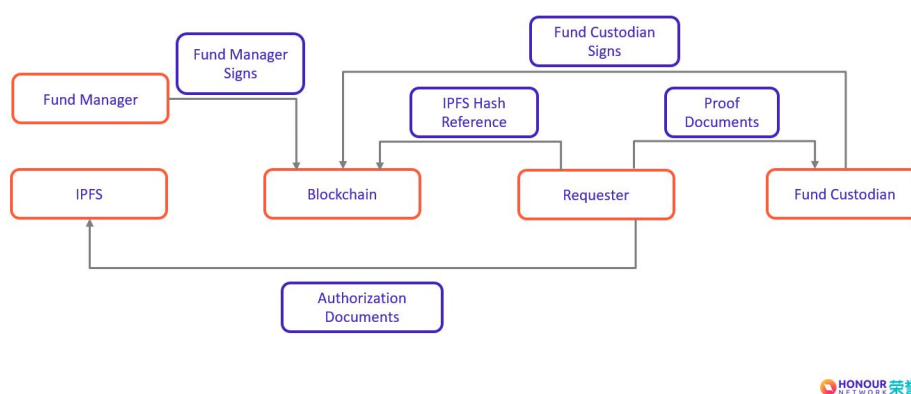 Fund Custodian
Signs
Fund Manager
Signs
Fund Manager
IPFS Hash
Reference
Proof
Documents
IPFS
Blockchain
Requester
Fund Custodian
Authorization
Documents
HONOUR
NETWORK
荣